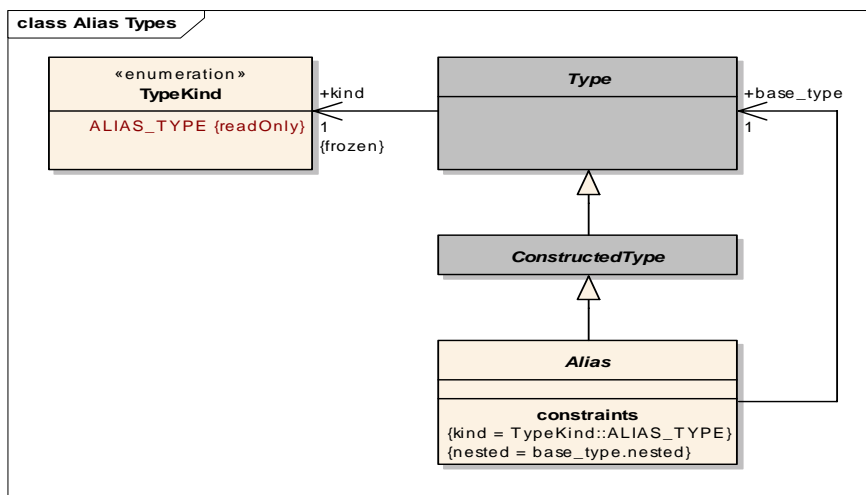 class Alias Types
«enumeration»
TypeKind
ALIAS_TYPE {readOnly}
+kind
1
{frozen}
Type
+base_type
1
ConstructedType
Alias
constraints
{kind = TypeKind::ALIAS_TYPE}
{nested = base_type.nested}